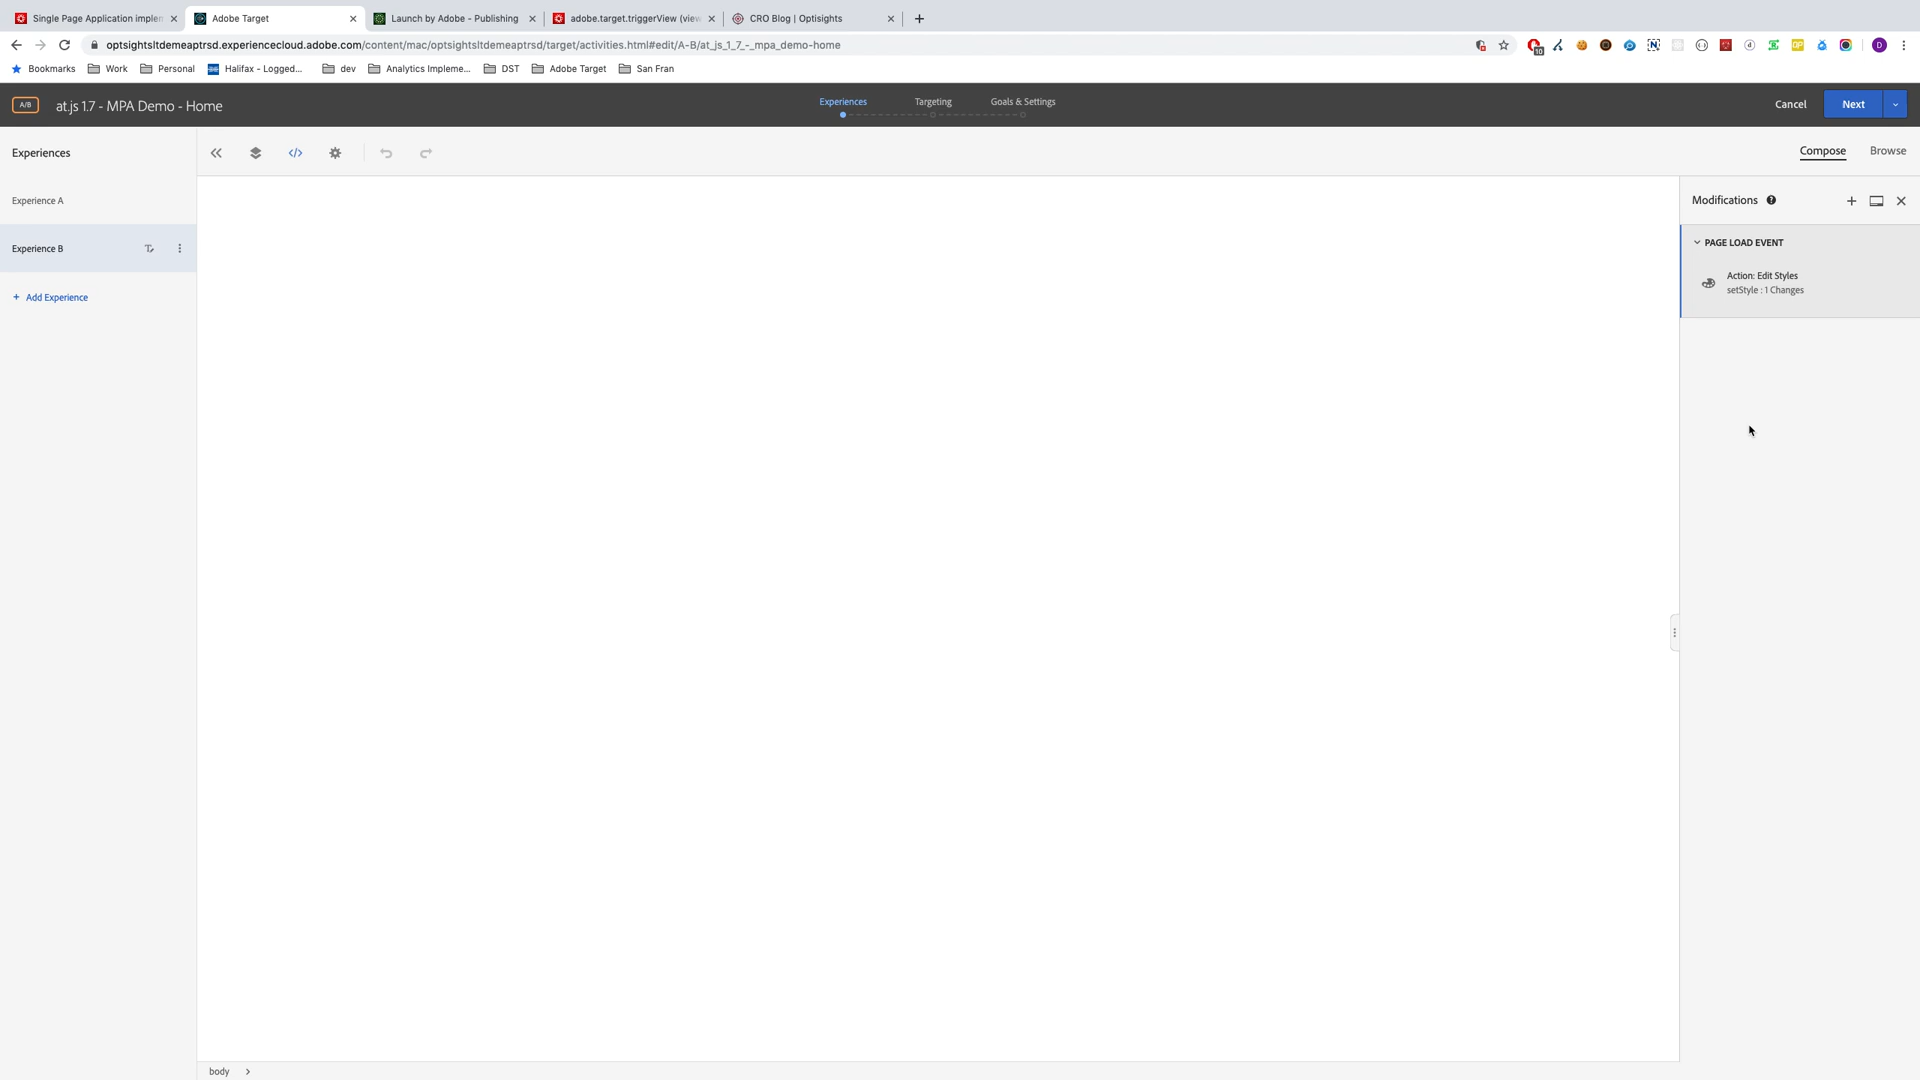 Single Page Application implem
Adobe Target
Launch by Adobe - Publishing
adobe.target.triggerView (view
CRO Blog | Optisights
optsightsltdemeaptrsd.experiencecloud.adobe.com/content/mac/optsightsltdemeaptrsd/target/activities.html#edit/A-B/at_js_1_7_-_mpa_demo-home
10
D
Bookmarks
Work
Personal
Halifax - Logged...
dev
Analytics Impleme...
DST
Adobe Target
San Fran
A/B
at.js 1.7 - MPA Demo - Home
Experiences
Targeting
Goals & Settings
Cancel
Next
Experiences
Compose
Browse
Experience A
Experience B
+ Add Experience
Modifications
PAGE LOAD EVENT
Action: Edit Styles
setStyle : 1 Changes
body